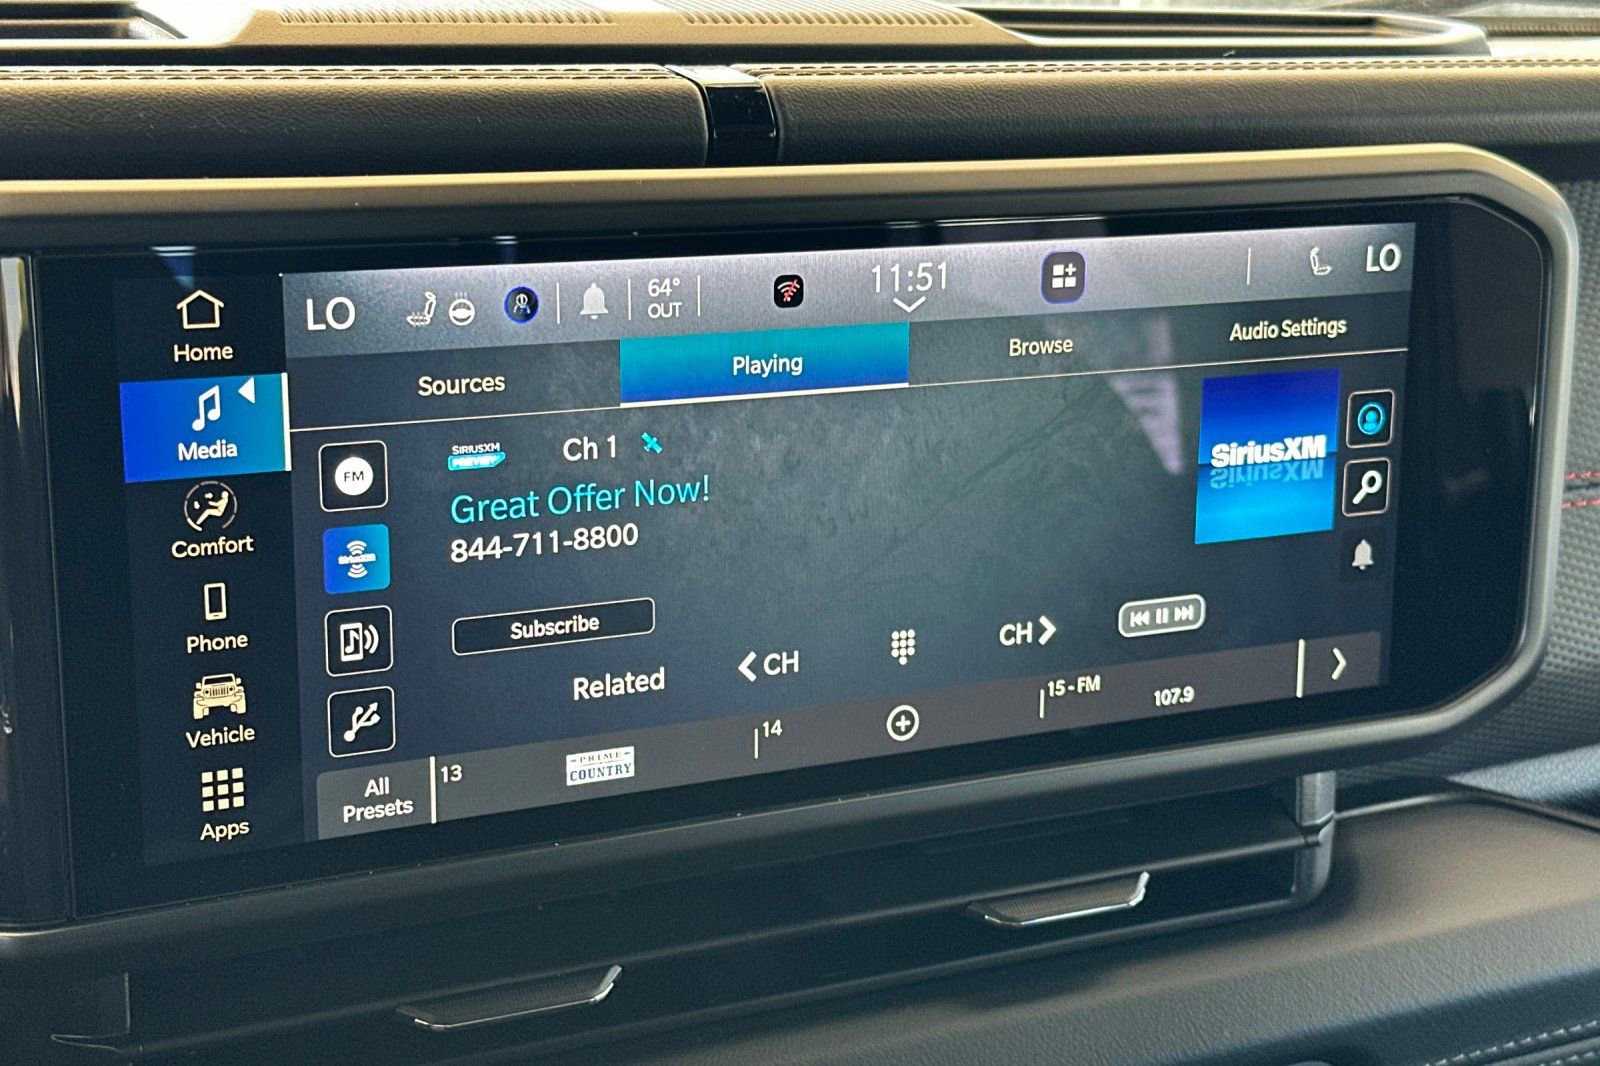 LO
64°
OUT
11:51
LO
Home
Media
Comfort
Phone
Vehicle
Apps
Sources
Playing
Browse
Audio Settings
FM
SiriusXM
SIRIUSXM
PREVIEW
Ch 1
Great Offer Now!
844-711-8800
Subscribe
SiriusXM
Related
CH
CH
All
Presets
13
PRIME
COUNTRY
14
15-FM
107.9